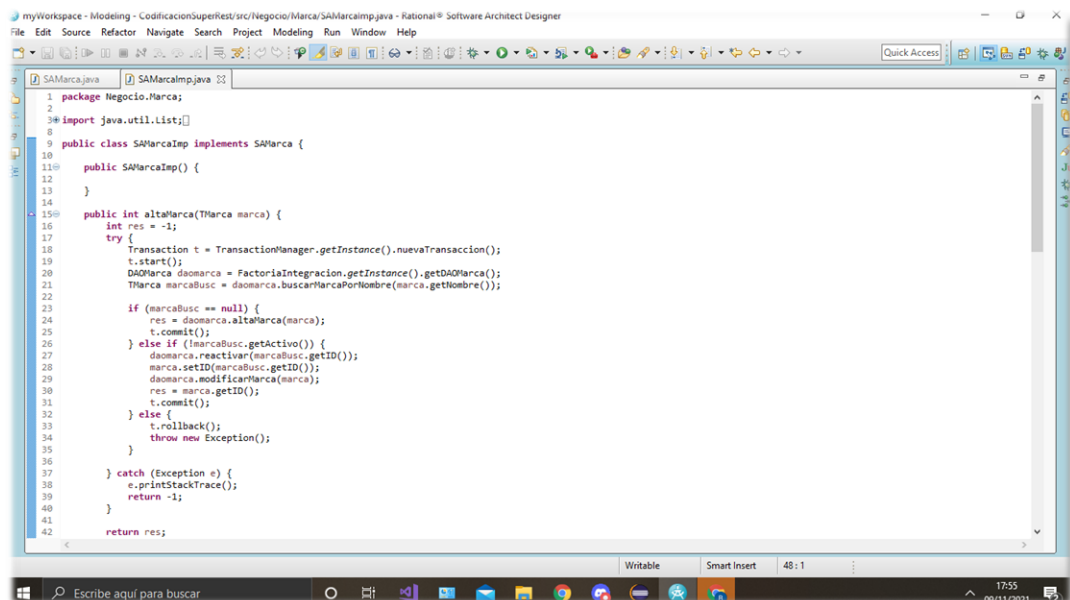 myWorkspace - Modeling - CodificacionSuperRest/src/Negocio/Marca/SAMarcaImp.java - Rational® Software Architect Designer
File Edit Source Refactor Navigate Search Project Modeling Run Window Help
Quick Access
SAMarca.java
SAMarcaImp.java
1 package Negocio.Marca;
2
3 import java.util.List;
8
9 public class SAMarcaImp implements SAMarca {
10
11 public SAMarcaImp() {
12
13 }
14
15 public int altaMarca(TMarca marca) {
16 int res = -1;
17 try {
18 Transaction t = TransactionManager.getInstance().nuevaTransaccion();
19 t.start();
20 DAOMarca daomarca = FactoriaIntegracion.getInstance().getDAOMarca();
21 TMarca marcaBusc = daomarca.buscarMarcaPorNombre(marca.getNombre());
22
23 if (marcaBusc == null) {
24 res = daomarca.altaMarca(marca);
25 t.commit();
26 } else if (!marcaBusc.getActivo()) {
27 daomarca.reactivar(marcaBusc.getID());
28 marca.setID(marcaBusc.getID());
29 daomarca.modificarMarca(marca);
30 res = marca.getID();
31 t.commit();
32 } else {
33 t.rollback();
34 throw new Exception();
35 }
36
37 } catch (Exception e) {
38 e.printStackTrace();
39 return -1;
40 }
41
42 return res;
Writable Smart Insert 48 : 1
Escribe aquí para buscar
17:55
09/11/2021